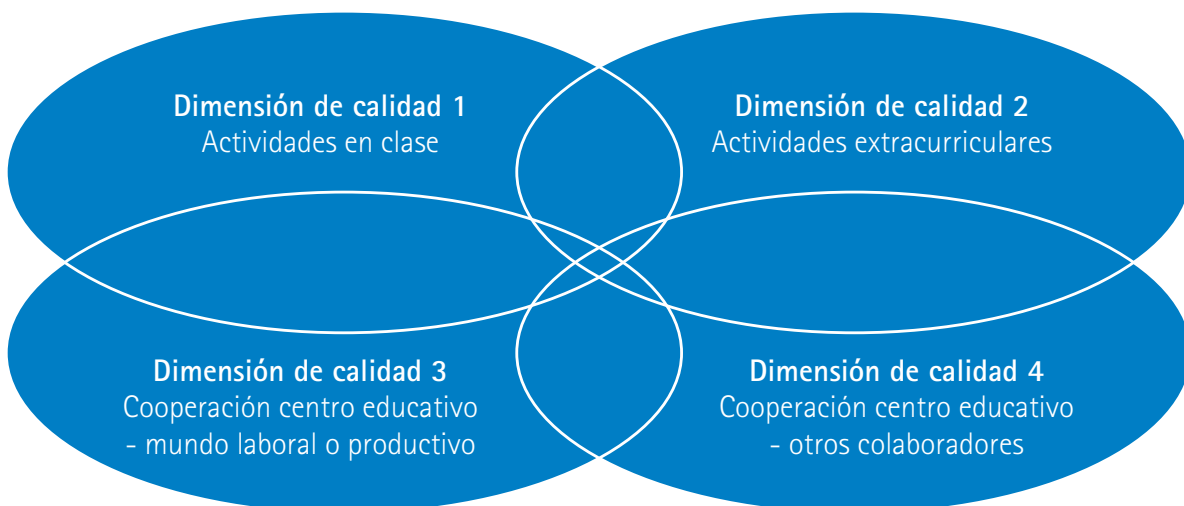 Dimensión de calidad 1
Actividades en clase
Dimensión de calidad 2
Actividades extracurriculares
Dimensión de calidad 3
Cooperación centro educativo
- mundo laboral o productivo
Dimensión de calidad 4
Cooperación centro educativo
- otros colaboradores